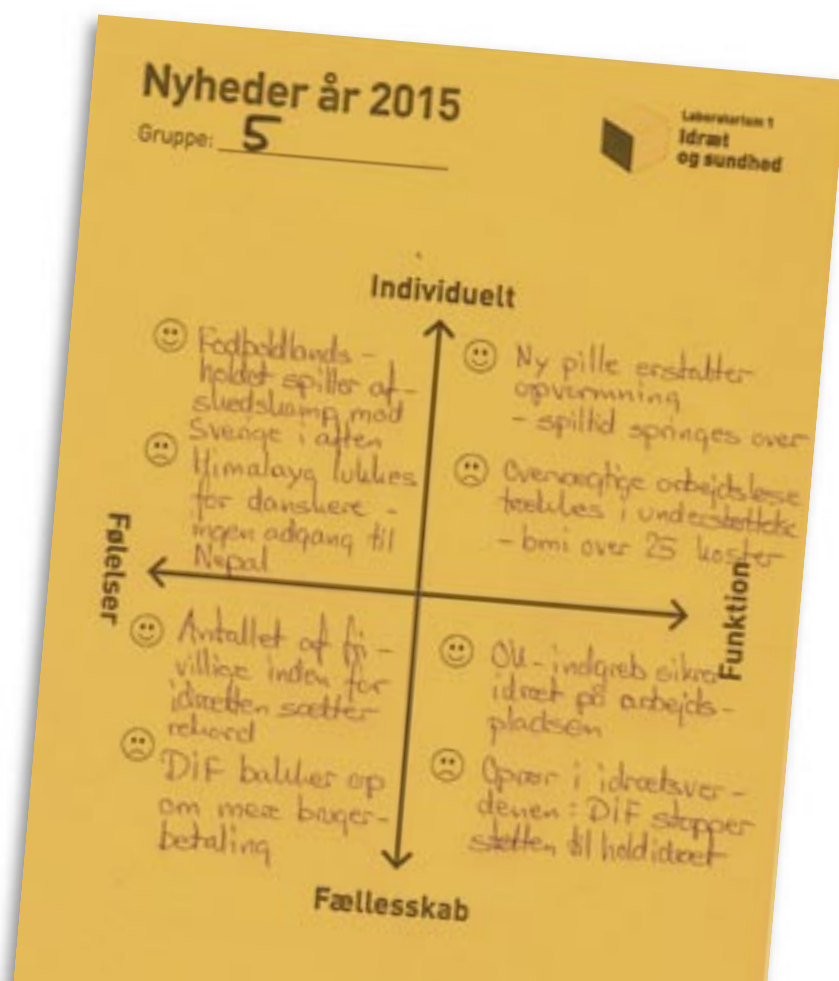 Nyheder år 2015
Gruppe: 5
Laboratorium 1
Idræt
og sundhed
Individuelt
Fodboldlands-
holdet spiller af-
skedskamp mod
Sverige i aften
Himalaya lukkes
for danskere -
ingen adgang til
Nepal
Ny pille erstatter
opvarmning
- spiltid springes over
Overvægtige arbejdsløse
trækkes i understøttelse
- bmi over 25 koster
Følelser
Funktion
Antallet af fri-
villige inden for
idrætten sætter
rekord
DIF bakker op
om mere bruger-
betaling
OK-indgreb sikrer
idræt på arbejds-
pladsen
Oprør i idrætsver-
denen: DIF stopper
støtten til holdidræt
Fællesskab